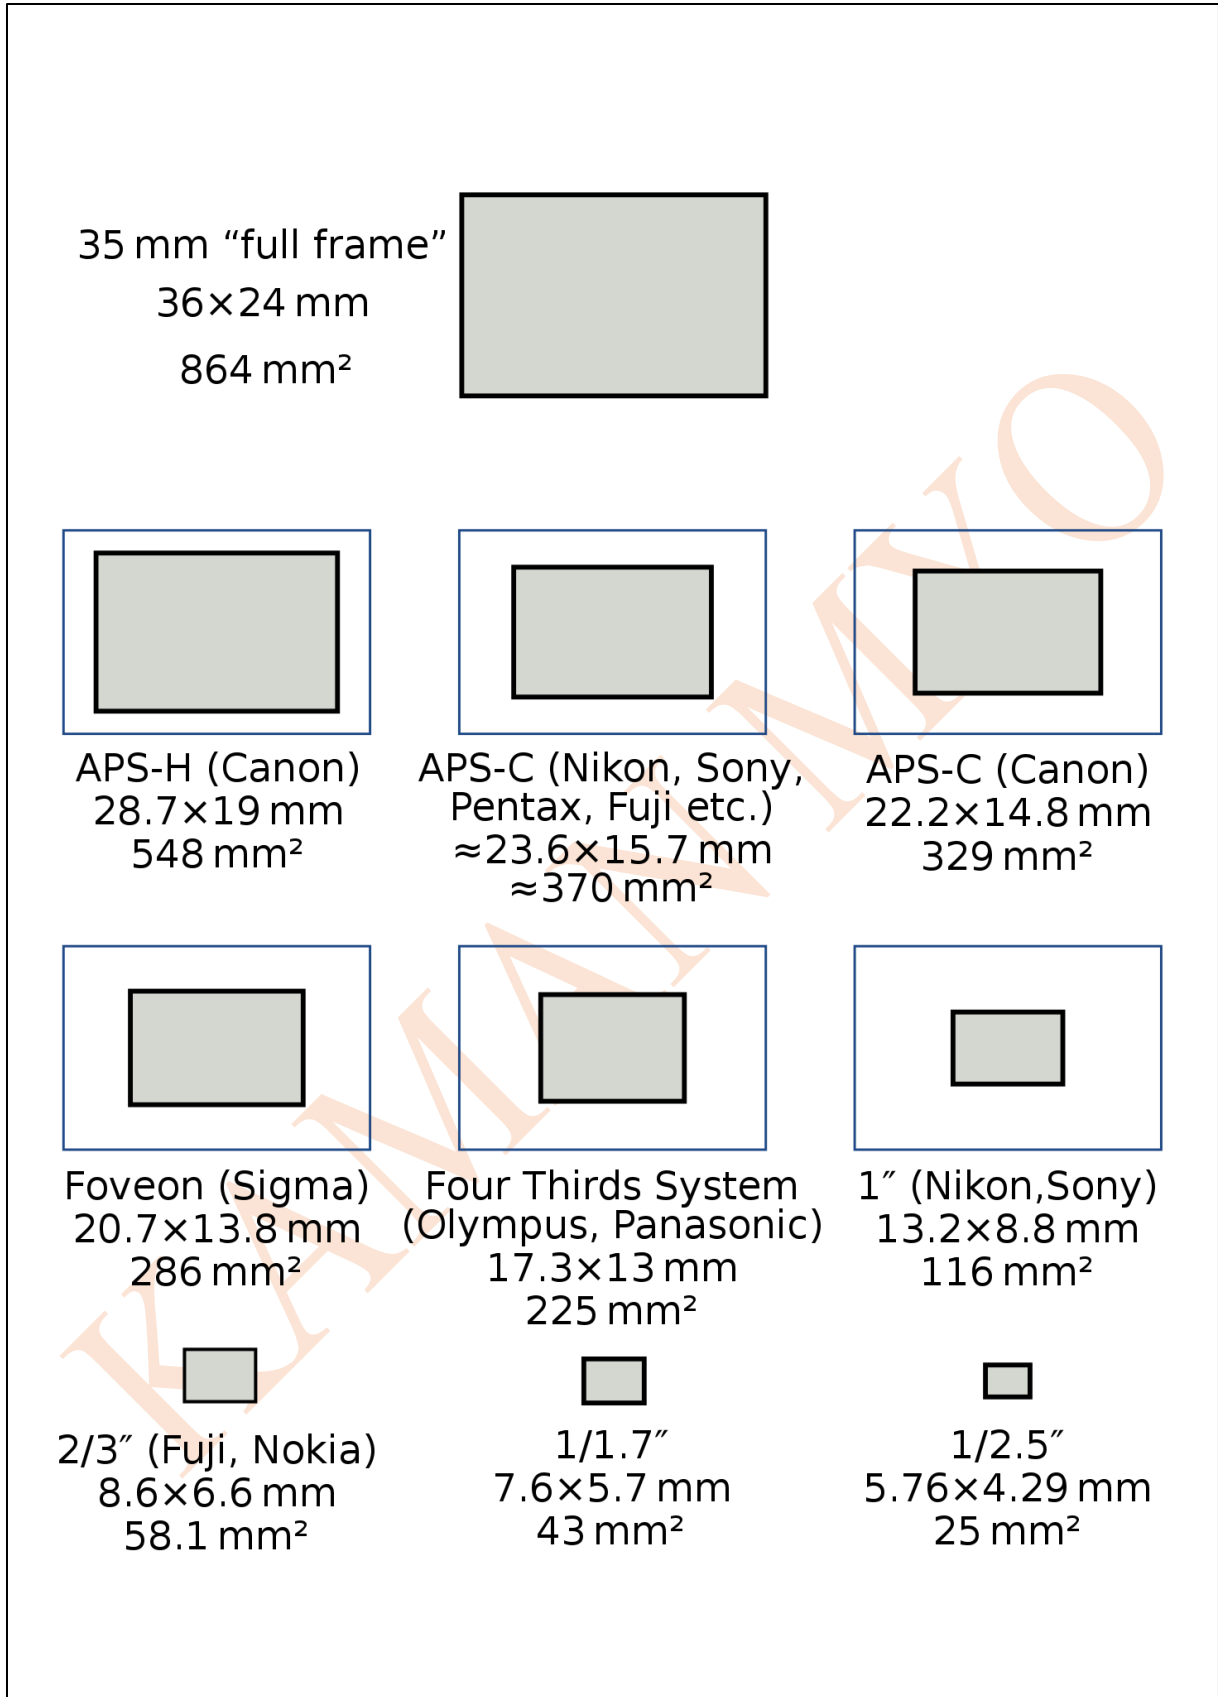 35 mm “full frame”
36×24 mm
864 mm²
APS-H (Canon)
28.7×19 mm
548 mm²
APS-C (Nikon, Sony,
Pentax, Fuji etc.)
≈23.6×15.7 mm
≈370 mm²
APS-C (Canon)
22.2×14.8 mm
329 mm²
Foveon (Sigma)
20.7×13.8 mm
286 mm²
Four Thirds System
(Olympus, Panasonic)
17.3×13 mm
225 mm²
1″ (Nikon,Sony)
13.2×8.8 mm
116 mm²
2/3″ (Fuji, Nokia)
8.6×6.6 mm
58.1 mm²
1/1.7″
7.6×5.7 mm
43 mm²
1/2.5″
5.76×4.29 mm
25 mm²
KAMAN MYO